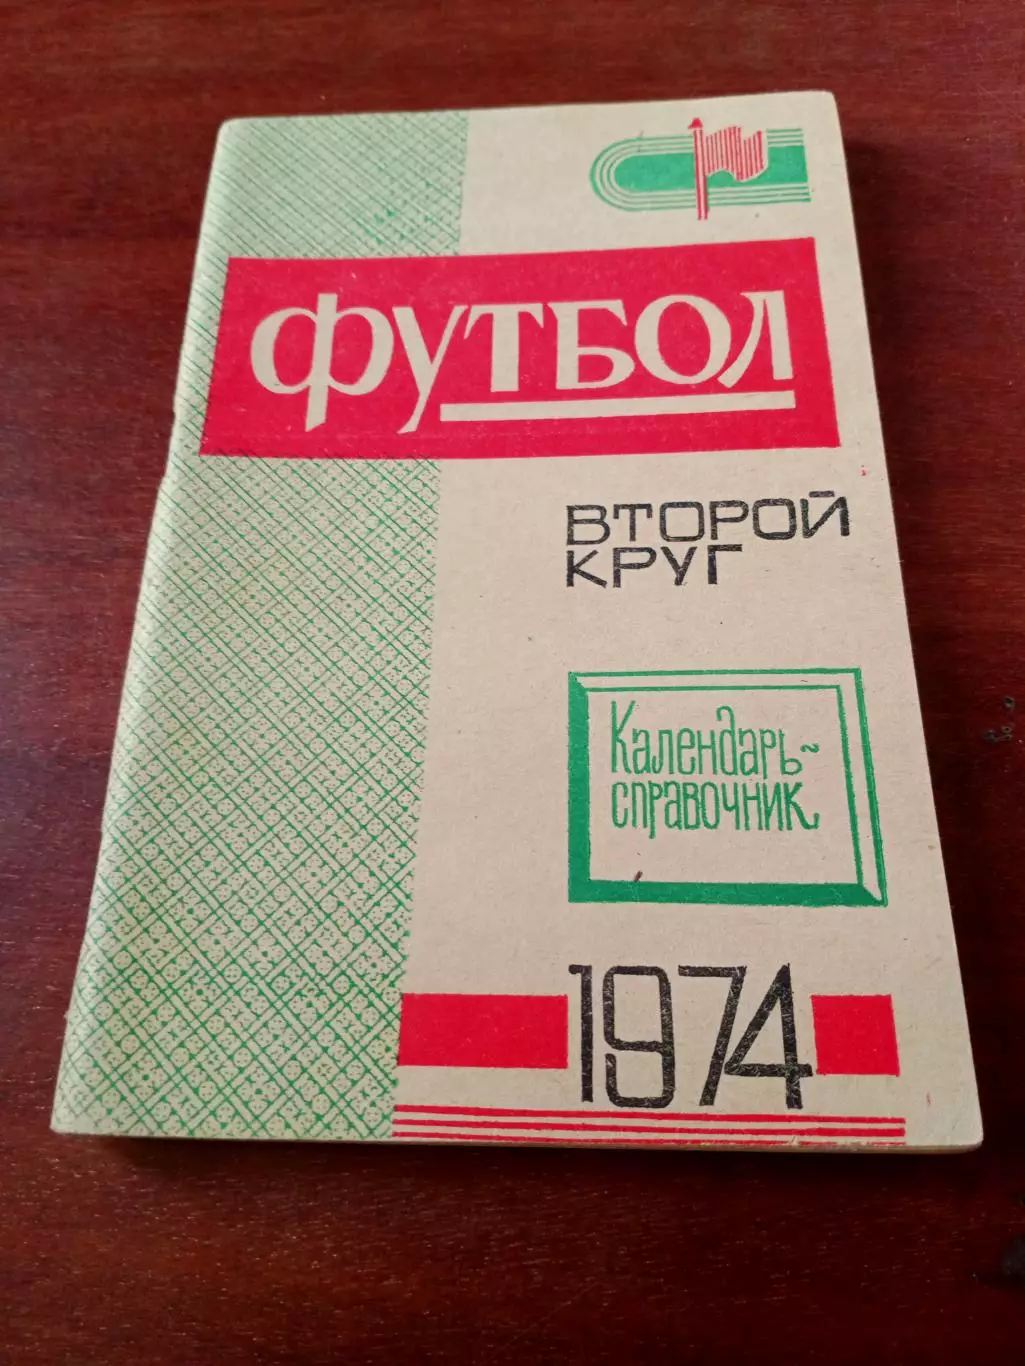 ФУТБОЛ
ВТОРОЙ
КРУГ
Календарь-
справочник
1974